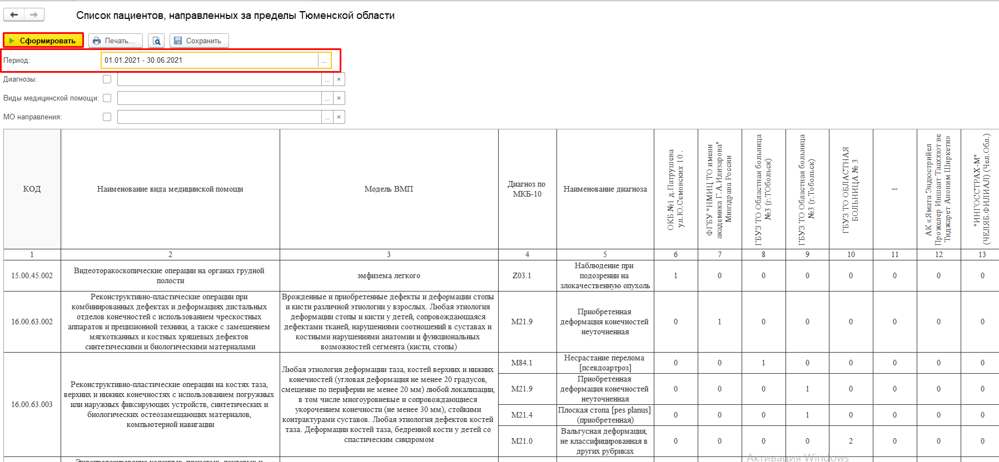 Список пациентов, направленных за пределы Тюменской области
Сформировать
Печать...
Сохранить
Период:
01.01.2021 - 30.06.2021
...
Диагнозы:
... ×
Виды медицинской помощи:
... ×
МО направления:
... ×
КОД
Наименование вида медицинской помощи
Модель ВМП
Диагноз по
МКБ-10
Наименование диагноза
ОКБ №1 д.Патрушева
ул.Ю.Семовских 10 .
ФГБУ "НМИЦ ТО имени
академика Г.А.Илизарова"
Минздрава России
ГБУЗ ТО Областная больница
№3 (г.ТОбольск)
ГБУЗ ТО Областная больница
№3 (г.Тобольск)
ГБУЗ ТО ОБЛАСТНАЯ
БОЛЬНИЦА № 3
1
АК «Ямата Эндюстрийел
Прожелер Иншаат Тааххют ве
Тиджарет Аноним Ширкети»
"ИНГОССТРАХ-М"
(ЧЕЛЯБ.ФИЛИАЛ) (Чел.Обл.)
1 2 3 4 5 6 7 8 9 10 11 12 13
15.00.45.002
Видеоторакоскопические операции на органах грудной
полости
эмфизема легкого
Z03.1
Наблюдение при
подозрении на
злокачественную опухоль
1 0 0 0 0 0 0 0
16.00.63.002
Реконструктивно-пластические операции при
комбинированных дефектах и деформациях дистальных
отделов конечностей с использованием чрескостных
аппаратов и прецизионной техники, а также с замещением
мягкотканных и костных хрящевых дефектов
синтетическими и биологическими материалами
Врожденные и приобретенные дефекты и деформации стопы
и кисти различной этиологии у взрослых. Любая этиология
деформации стопы и кисти у детей, сопровождающаяся
дефектами тканей, нарушениями соотношений в суставах и
костными нарушениями анатомии и функциональных
возможностей сегмента (кисти, стопы)
M21.9
Приобретенная
деформация конечностей
неуточненная
0 1 0 0 0 0 0 0
16.00.63.003
Реконструктивно-пластические операции на костях таза,
верхних и нижних конечностях с использованием погружных
или наружных фиксирующих устройств, синтетических и
биологических остеозамещающих материалов,
компьютерной навигации
Любая этиология деформации таза, костей верхних и нижних
конечностей (угловая деформация не менее 20 градусов,
смещение по периферии не менее 20 мм) любой локализации,
в том числе многоуровневые и сопровождающиеся
укорочением конечности (не менее 30 мм), стойкими
контрактурами суставов. Любая этиология дефектов костей
таза. Деформации костей таза, бедренной кости у детей со
спастическим синдромом
M84.1
Несрастание перелома
[псевдоартроз]
0 0 1 0 0 0 0 0
M21.9
Приобретенная
деформация конечностей
неуточненная
0 0 0 1 0 0 0 0
M21.4
Плоская стопа [pes planus]
(приобретенная)
0 0 0 1 0 0 0 0
M21.0
Вальгусная деформация,
не классифицированная в
других рубриках
0 0 0 0 2 0 0 0
Активация Windows